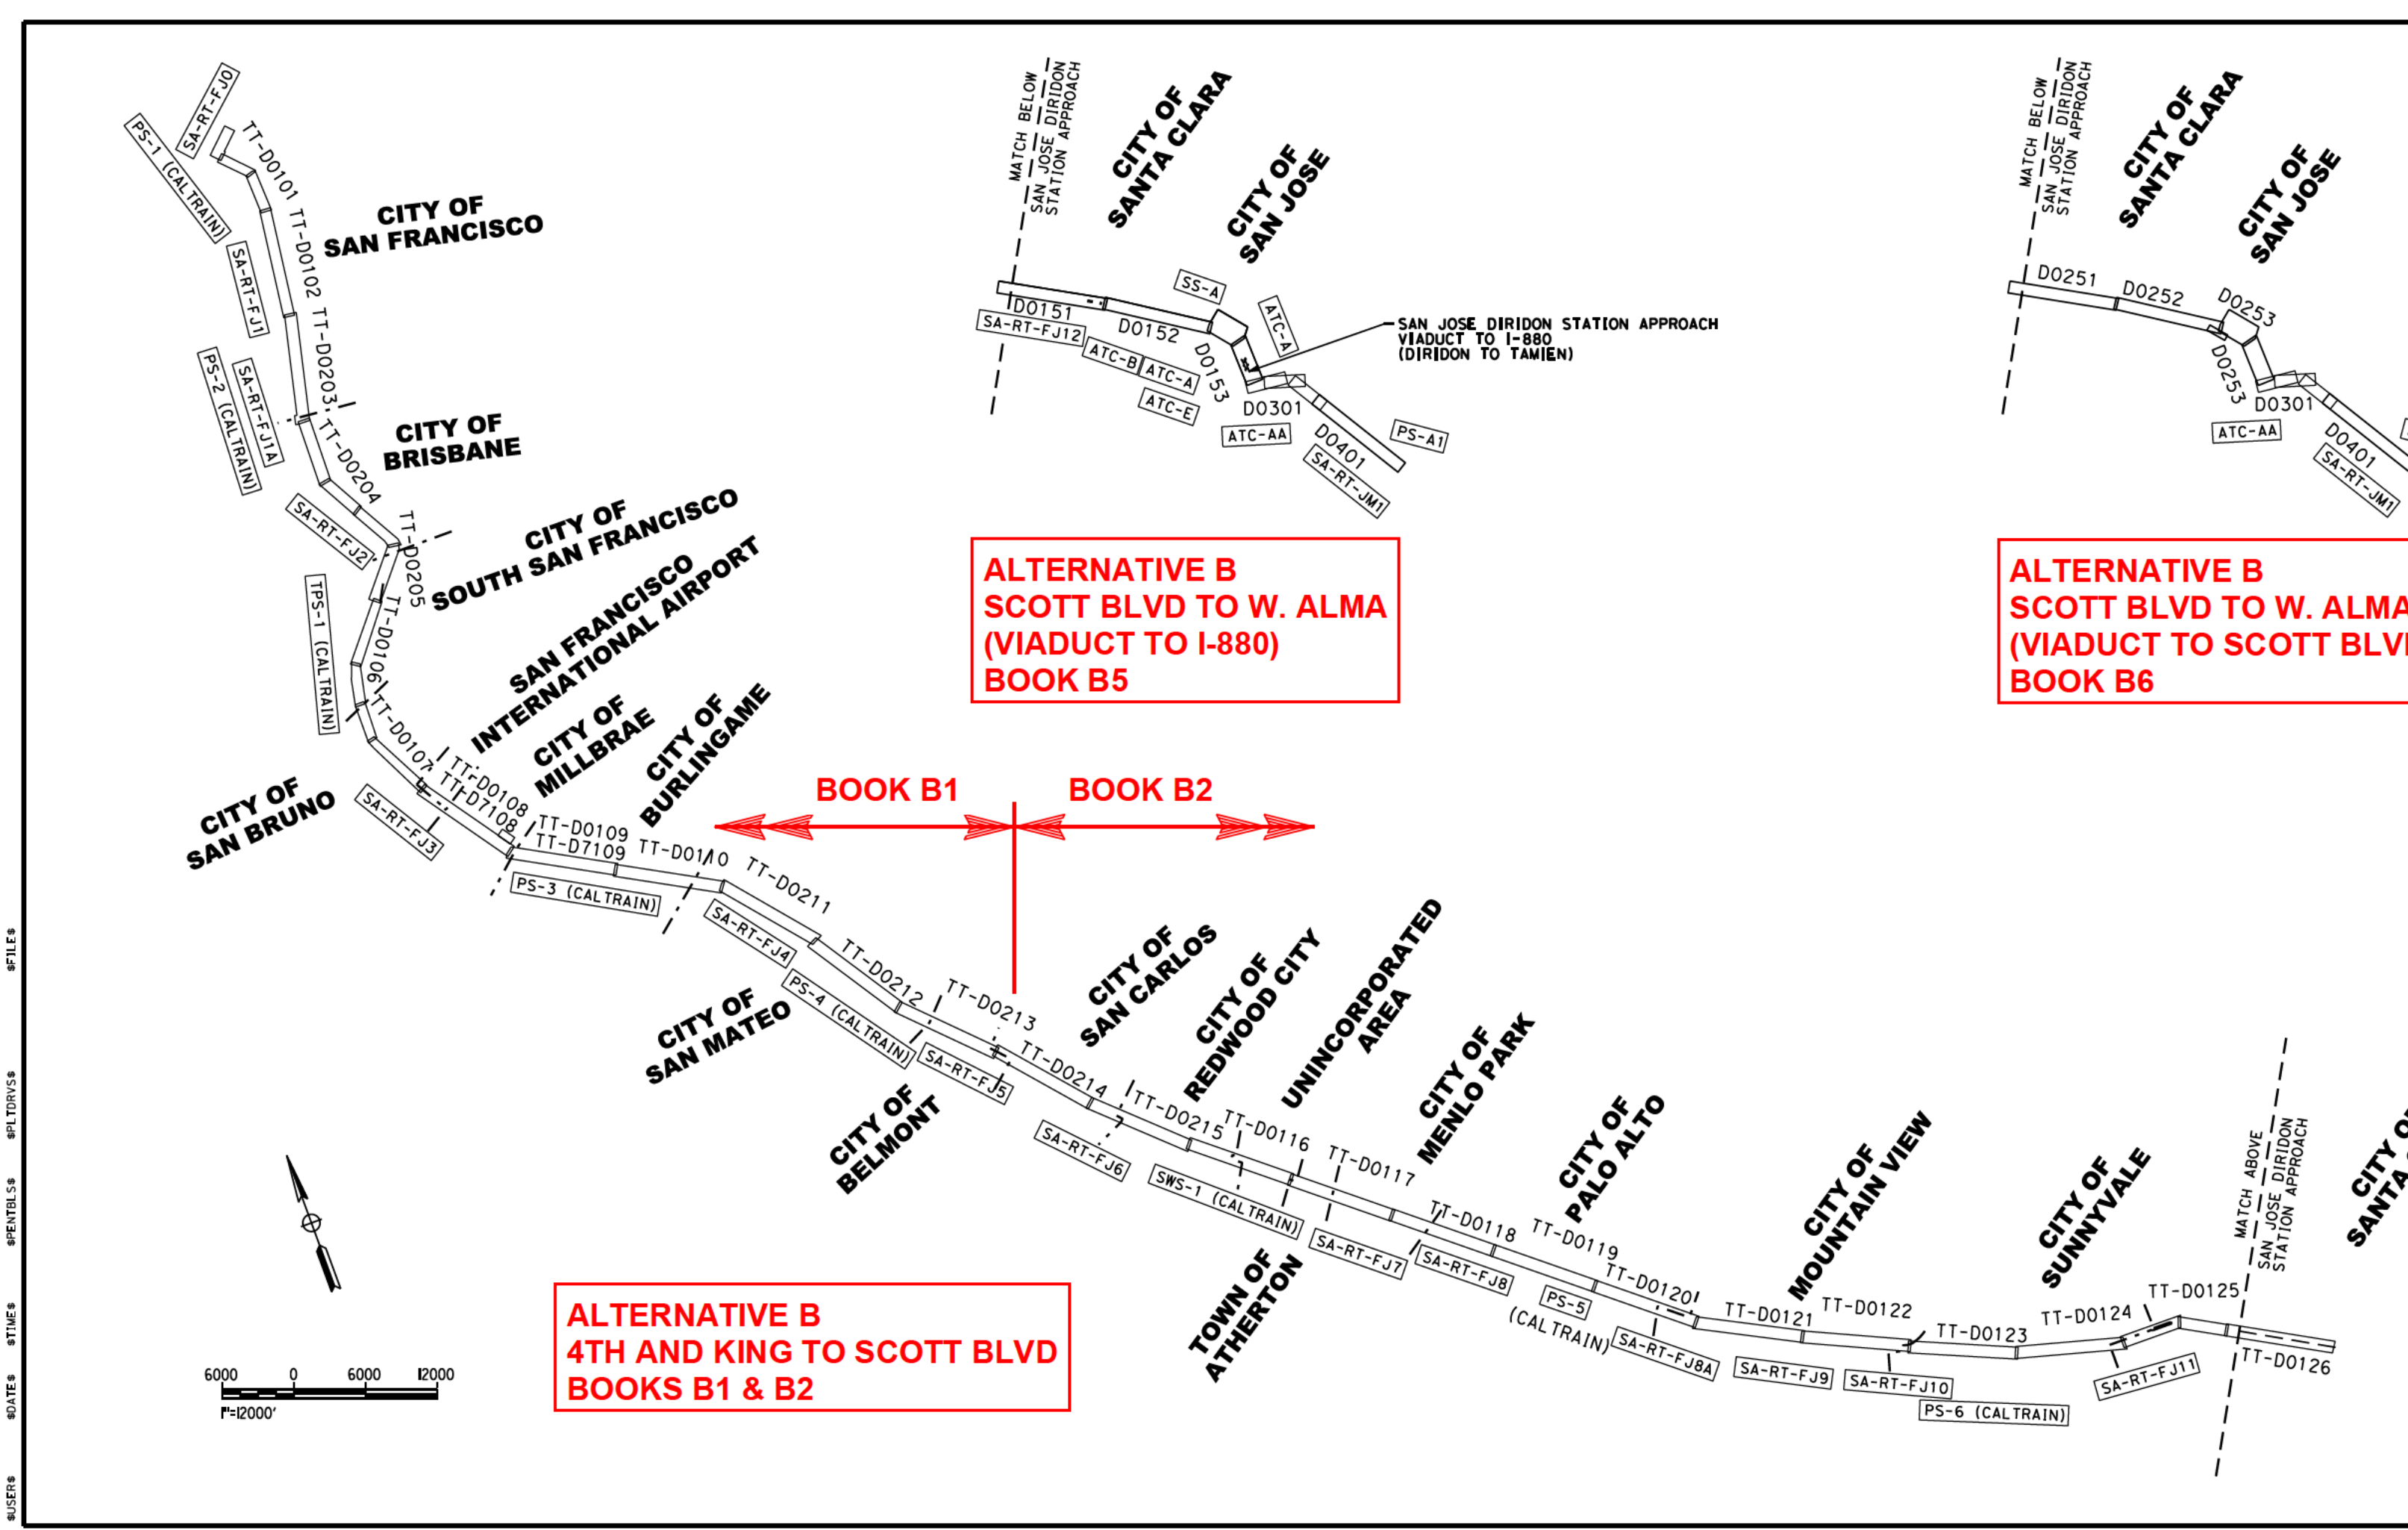 SA-RT-FJ0
PS-1 (CALTRAIN)
TT-D0101
TT-D0102
SA-RT-FJ1
CITY OF
SAN FRANCISCO
TT-D0203
PS-2 (CALTRAIN)
SA-RT-FJ1A
CITY OF
BRISBANE
TT-D0204
SA-RT-FJ2
TT-D0205
CITY OF
SOUTH SAN FRANCISCO
TPS-1 (CALTRAIN)
TT-D0106
SAN FRANCISCO
INTERNATIONAL AIRPORT
TT-D0107
CITY OF
MILLBRAE
CITY OF
BURLINGAME
CITY OF
SAN BRUNO
SA-RT-FJ3
TT-D0108
TT-D7108
TT-D0109
TT-D7109
PS-3 (CALTRAIN)
TT-D0110
MATCH BELOW
SAN JOSE DIRIDON
STATION APPROACH
CITY OF
SANTA CLARA
CITY OF
SAN JOSE
SS-A
ATC-A
D0151
SA-RT-FJ12
D0152
ATC-B
ATC-A
ATC-E
D0153
SAN JOSE DIRIDON STATION APPROACH
VIADUCT TO I-880
(DIRIDON TO TAMIEN)
D0301
ATC-AA
D0401
SA-RT-JM1
PS-A1
ALTERNATIVE B
SCOTT BLVD TO W. ALMA
(VIADUCT TO I-880)
BOOK B5
MATCH BELOW
SAN JOSE DIRIDON
STATION APPROACH
CITY OF
SANTA CLARA
CITY OF
SAN JOSE
D0251
D0252
D0253
D0253
D0301
ATC-AA
D0401
SA-RT-JM1
ALTERNATIVE B
SCOTT BLVD TO W. ALMA
(VIADUCT TO SCOTT BLV
BOOK B6
BOOK B1
BOOK B2
TT-D0211
SA-RT-FJ4
TT-D0212
PS-4 (CALTRAIN)
CITY OF
SAN MATEO
TT-D0213
SA-RT-FJ5
CITY OF
BELMONT
TT-D0214
SA-RT-FJ6
CITY OF
SAN CARLOS
TT-D0215
CITY OF
REDWOOD CITY
SWS-1 (CALTRAIN)
TT-D0116
UNINCORPORATED
AREA
TOWN OF
ATHERTON
TT-D0117
SA-RT-FJ7
CITY OF
MENLO PARK
TT-D0118
SA-RT-FJ8
TT-D0119
PS-5
(CALTRAIN)
CITY OF
PALO ALTO
TT-D0120
SA-RT-FJ8A
TT-D0121
SA-RT-FJ9
CITY OF
MOUNTAIN VIEW
TT-D0122
SA-RT-FJ10
TT-D0123
PS-6 (CALTRAIN)
CITY OF
SUNNYVALE
TT-D0124
SA-RT-FJ11
TT-D0125
MATCH ABOVE
SAN JOSE DIRIDON
STATION APPROACH
TT-D0126
CITY O
SANTA
ALTERNATIVE B
4TH AND KING TO SCOTT BLVD
BOOKS B1 & B2
6000 0 6000 12000
1"=12000'
$FILE$
$PLTDRVS$
$PENTBLS$
$TIME$
$DATE$
$USER$